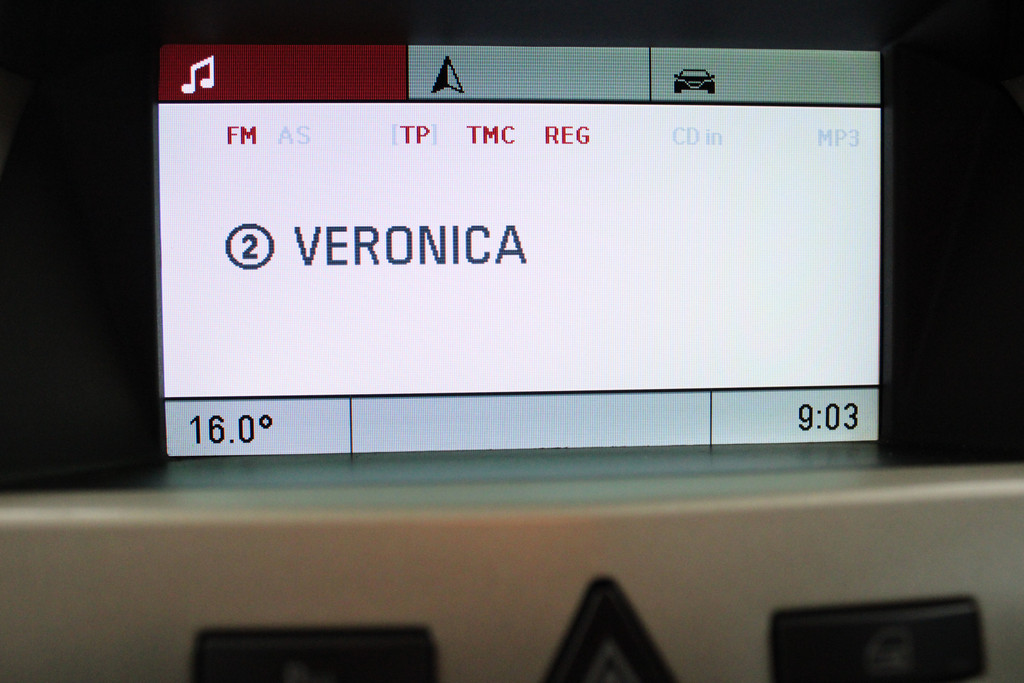 FM AS [TP] TMC REG CD in MP3
2 VERONICA
16.0° 9:03